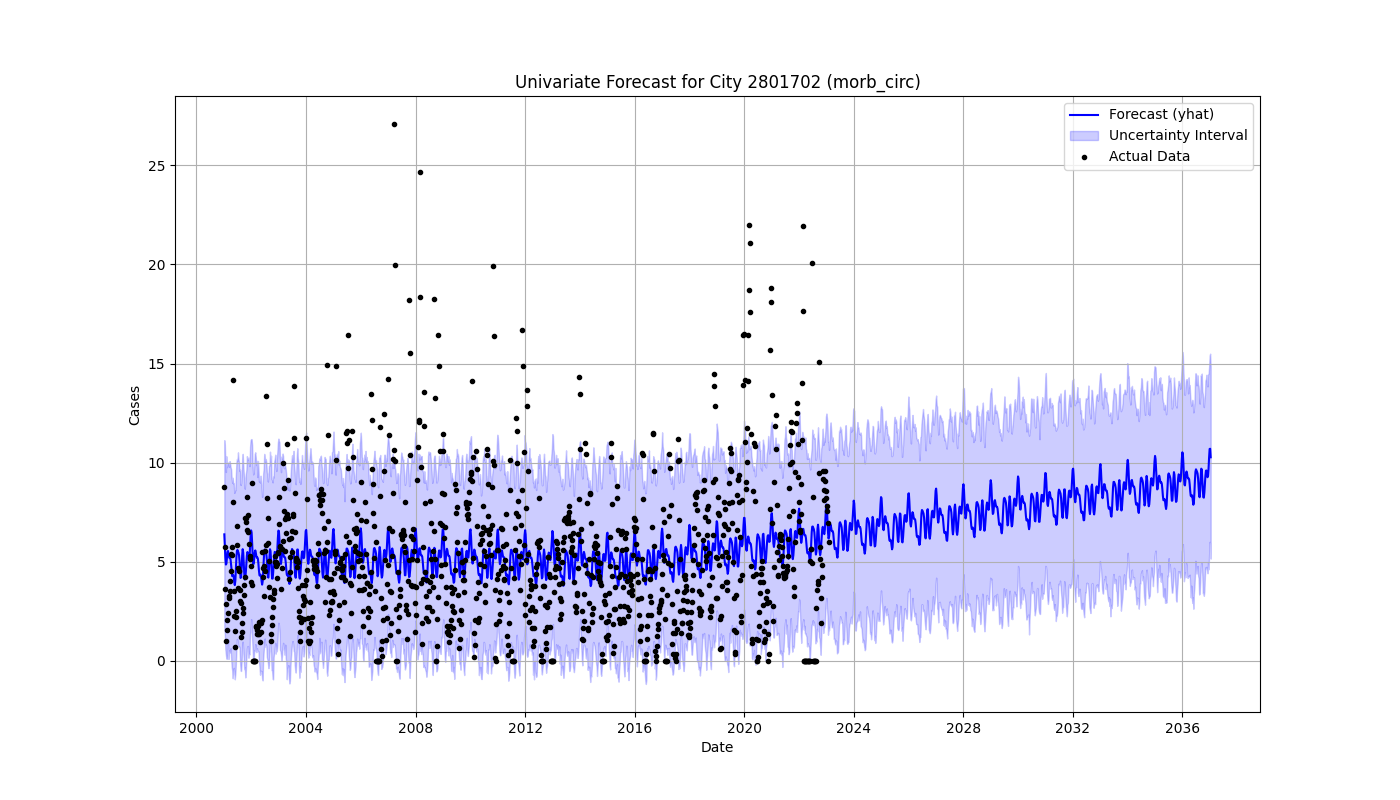 Univariate Forecast for City 2801702 (morb_circ)
Forecast (yhat)
Uncertainty Interval
Actual Data
Cases
25
20
15
10
5
0
2000 2004 2008 2012 2016 2020 2024 2028 2032 2036
Date